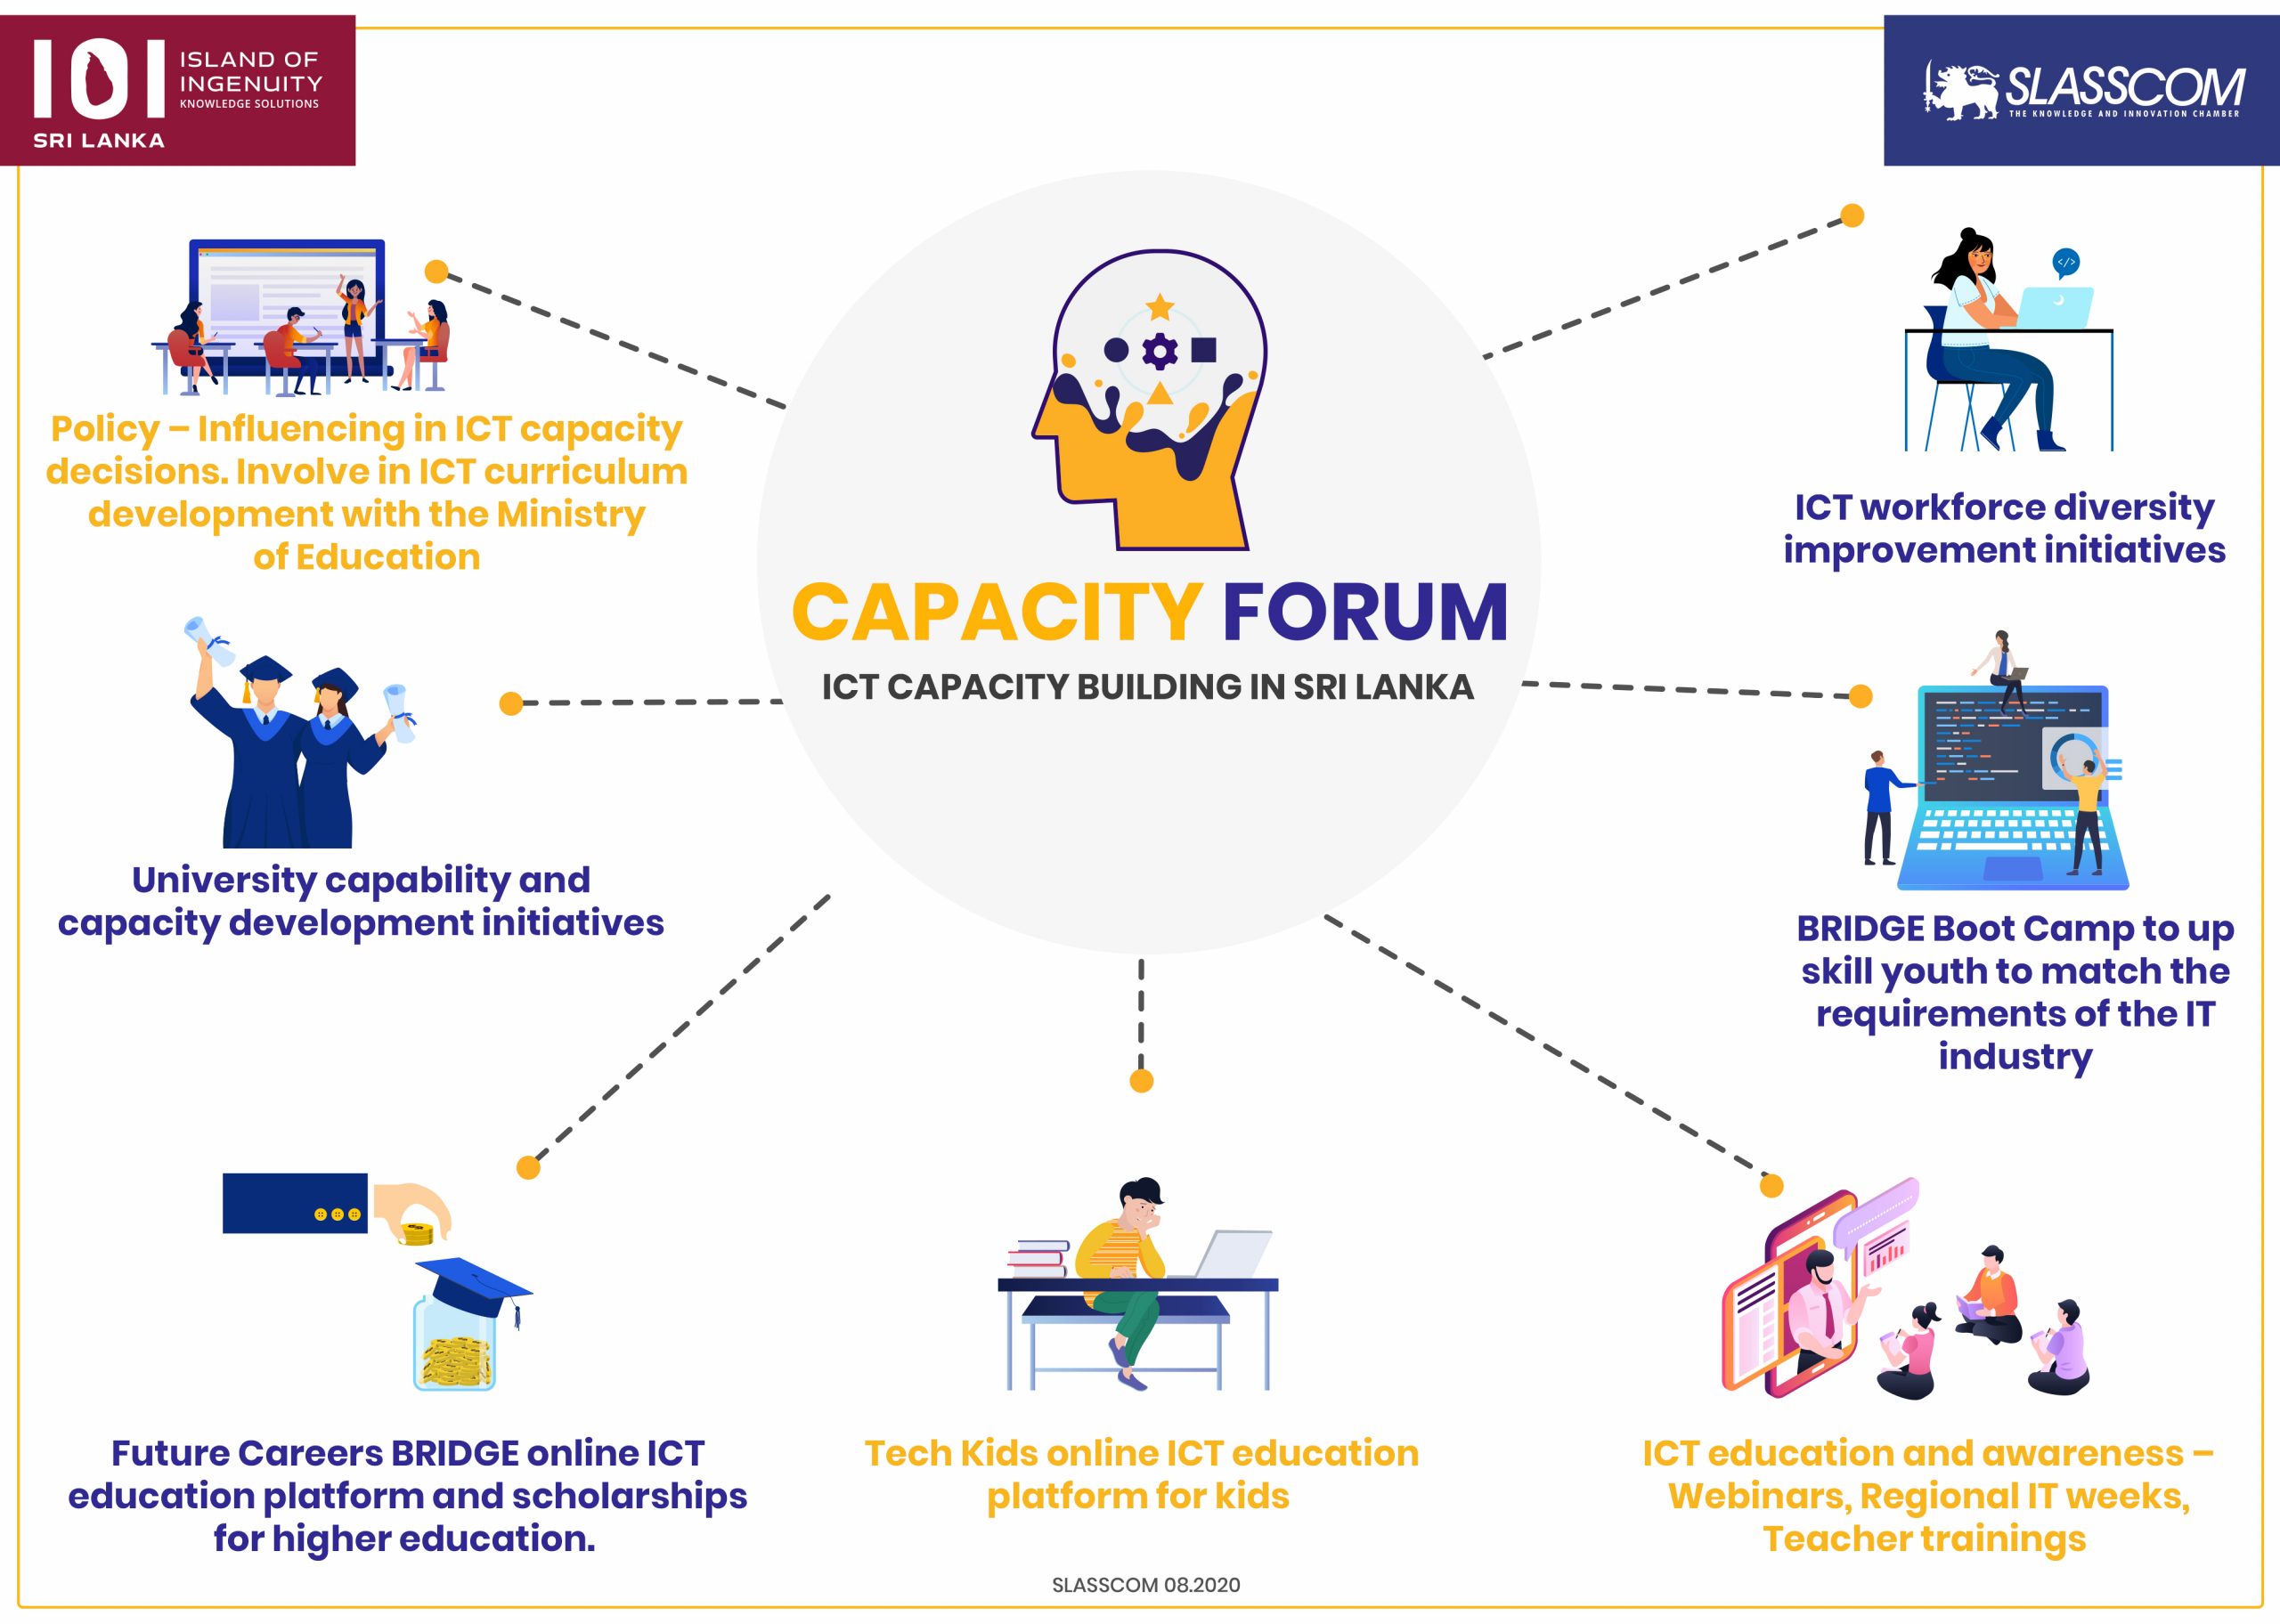 ISLAND OF
INGENUITY
KNOWLEDGE SOLUTIONS
SRI LANKA
SLASSCOM
THE KNOWLEDGE AND INNOVATION CHAMBER
Policy – Influencing in ICT capacity
decisions. Involve in ICT curriculum
development with the Ministry
of Education
University capability and
capacity development initiatives
CAPACITY FORUM
ICT CAPACITY BUILDING IN SRI LANKA
ICT workforce diversity
improvement initiatives
</>
BRIDGE Boot Camp to up
skill youth to match the
requirements of the IT
industry
Future Careers BRIDGE online ICT
education platform and scholarships
for higher education.
Tech Kids online ICT education
platform for kids
ICT education and awareness –
Webinars, Regional IT weeks,
Teacher trainings
SLASSCOM 08.2020